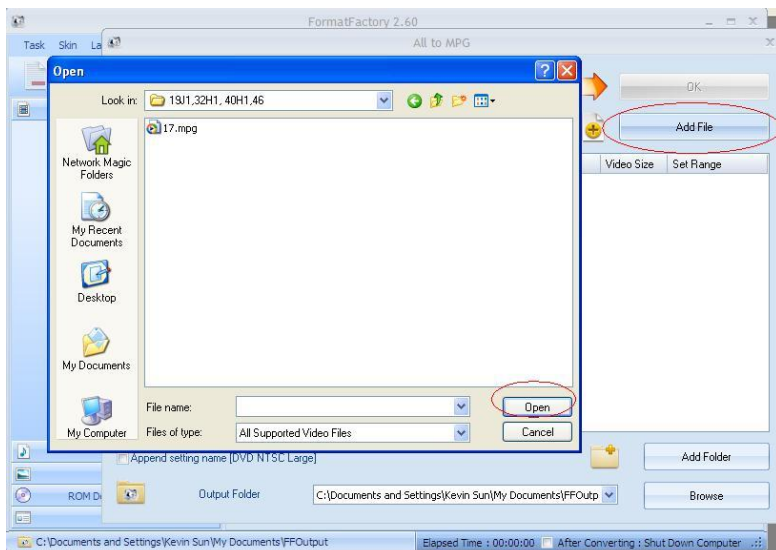 FormatFactory 2.60
Task Skin La
All to MPG
Open
Look in: 19J1,32H1, 40H1,46
OK
Add File
17.mpg
Video Size Set Range
Network Magic Folders
My Recent Documents
Desktop
My Documents
My Computer
File name:
Open
Files of type: All Supported Video Files
Cancel
Append setting name [DVD NTSC Large]
Add Folder
ROM D
Output Folder
C:\Documents and Settings\Kevin Sun\My Documents\FFOutp
Browse
C:\Documents and Settings\Kevin Sun\My Documents\FFOutput
Elapsed Time : 00:00:00
After Converting : Shut Down Computer